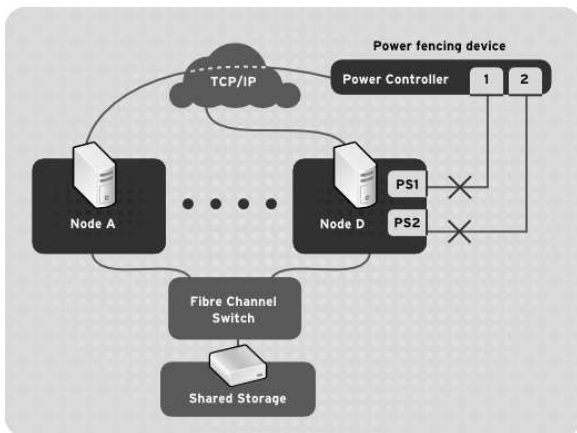 Power fencing device
TCP/IP
Power Controller
1
2
PS1
Node A
Node D
PS2
Fibre Channel
Switch
Shared Storage